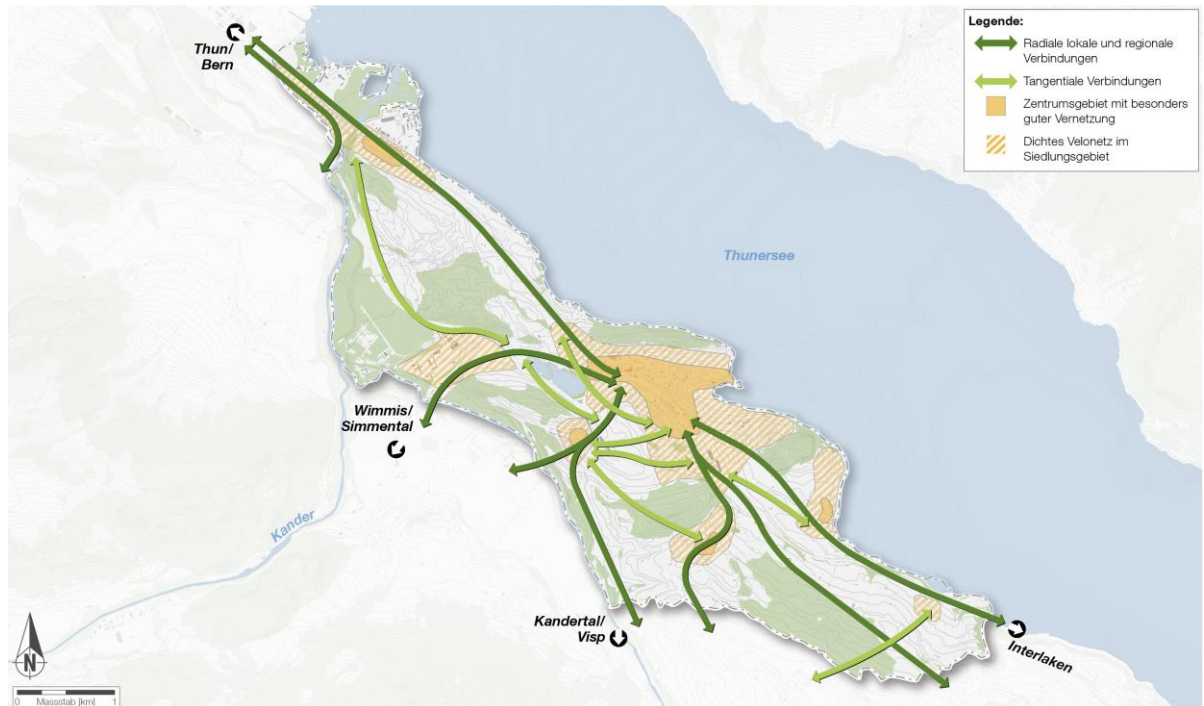 Thun/
Bern
Legende:
Radiale lokale und regionale
Verbindungen
Tangentiale Verbindungen
Zentrumsgebiet mit besonders
guter Vernetzung
Dichtes Velonetz im
Siedlungsgebiet
Thunersee
Wimmis/
Simmental
Kander
Kandertal/
Visp
Interlaken
N
0 Massstab [km] 1